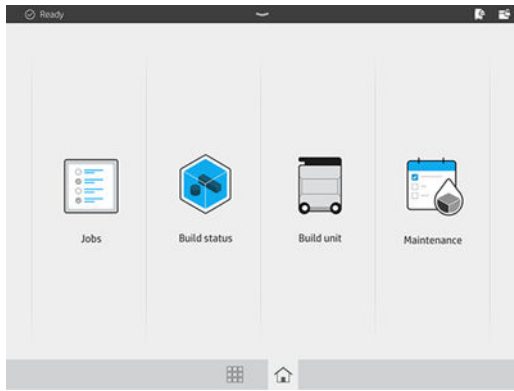 Ready
Jobs
Build status
Build unit
Maintenance